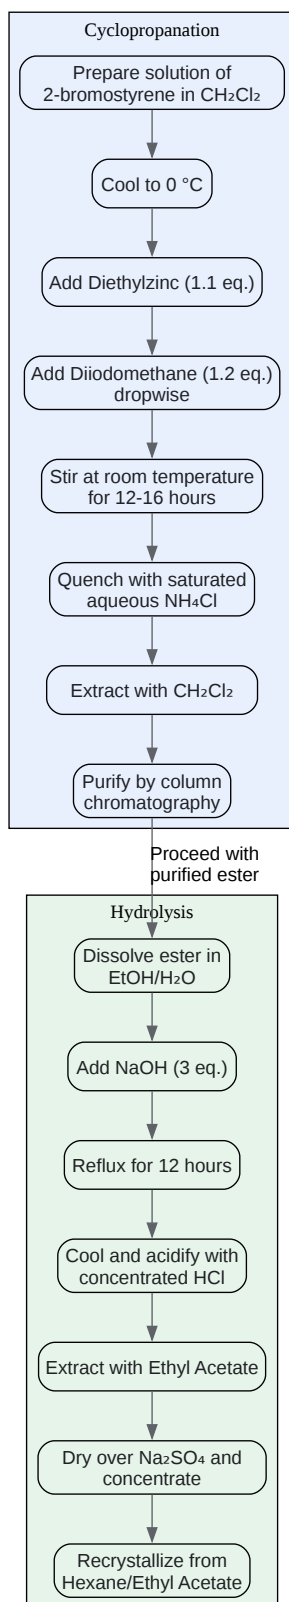 Cyclopropanation
Prepare solution of
2-bromostyrene in CH₂Cl₂
Cool to 0 °C
Add Diethylzinc (1.1 eq.)
Add Diiodomethane (1.2 eq.)
dropwise
Stir at room temperature
for 12-16 hours
Quench with saturated
aqueous NH₄Cl
Extract with CH₂Cl₂
Purify by column
chromatography
Proceed with
purified ester
Hydrolysis
Dissolve ester in
EtOH/H₂O
Add NaOH (3 eq.)
Reflux for 12 hours
Cool and acidify with
concentrated HCl
Extract with Ethyl Acetate
Dry over Na₂SO₄ and
concentrate
Recrystallize from
Hexane/Ethyl Acetate